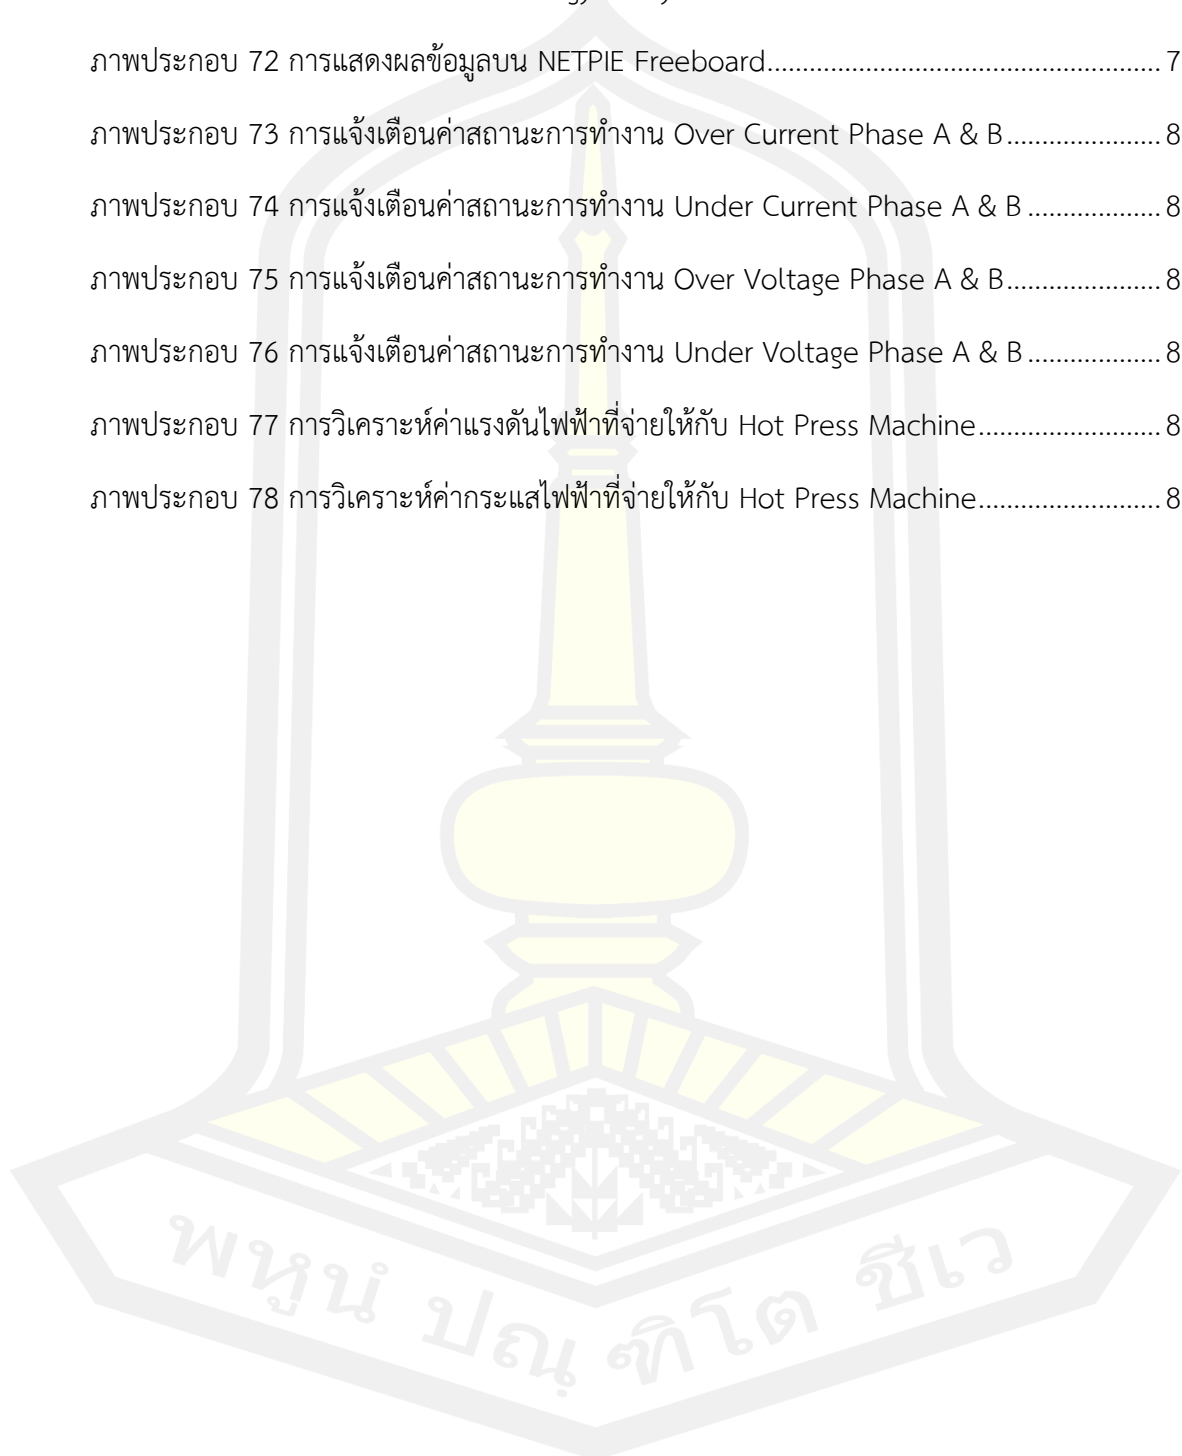 ภาพประกอบ 72 การแสดงผลข้อมูลบน NETPIE Freeboard........................................................ 7
ภาพประกอบ 73 การแจ้งเตือนค่าสถานะการทำงาน Over Current Phase A & B...................... 8
ภาพประกอบ 74 การแจ้งเตือนค่าสถานะการทำงาน Under Current Phase A & B................... 8
ภาพประกอบ 75 การแจ้งเตือนค่าสถานะการทำงาน Over Voltage Phase A & B...................... 8
ภาพประกอบ 76 การแจ้งเตือนค่าสถานะการทำงาน Under Voltage Phase A & B................... 8
ภาพประกอบ 77 การวิเคราะห์ค่าแรงดันไฟฟ้าที่จ่ายให้กับ Hot Press Machine.......................... 8
ภาพประกอบ 78 การวิเคราะห์ค่ากระแสไฟฟ้าที่จ่ายให้กับ Hot Press Machine.......................... 8
พหูนํ ปณฺฑิโต ชีเว